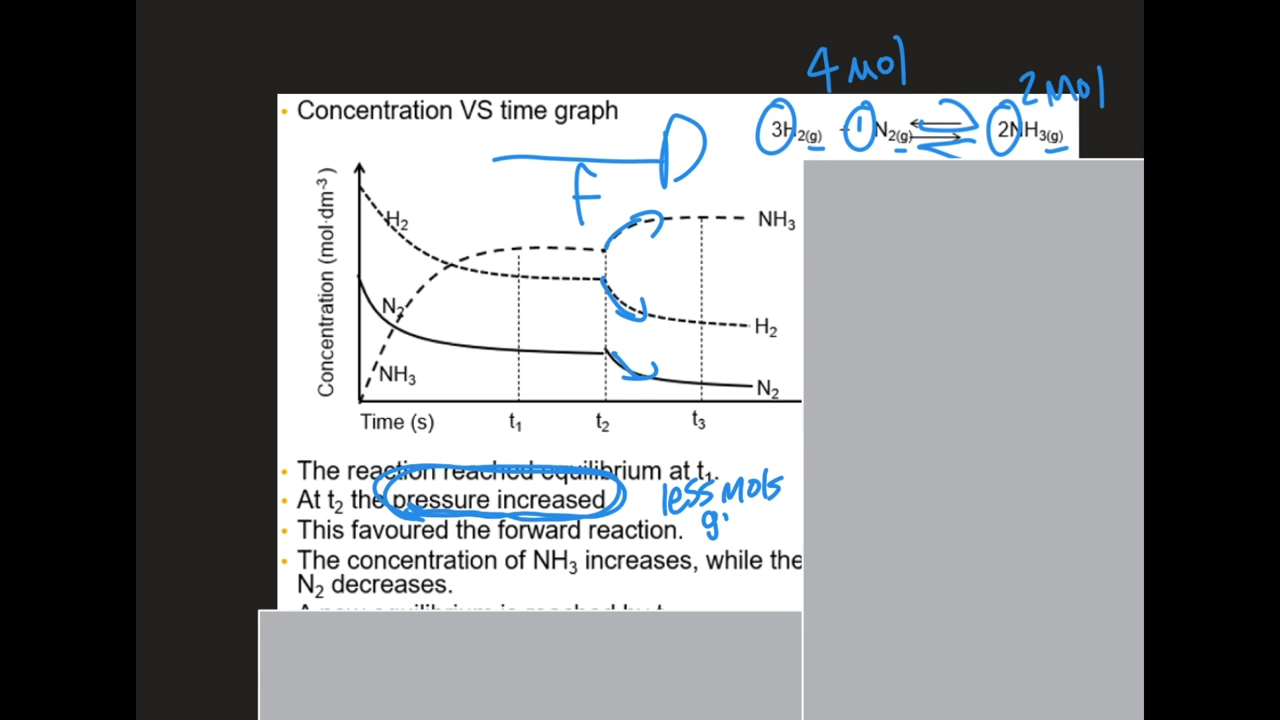 4 mol
2 mol
• Concentration VS time graph
3H2(g) + 1 N2(g) ⇌ 2NH3(g)
F
Concentration (mol·dm-3)
H2
NH3
N2
H2
NH3
N2
Time (s) t1 t2 t3
• The reaction reached equilibrium at t1.
• At t2 the pressure increased
less mols
g
• This favoured the forward reaction.
• The concentration of NH3 increases, while the
N2 decreases.